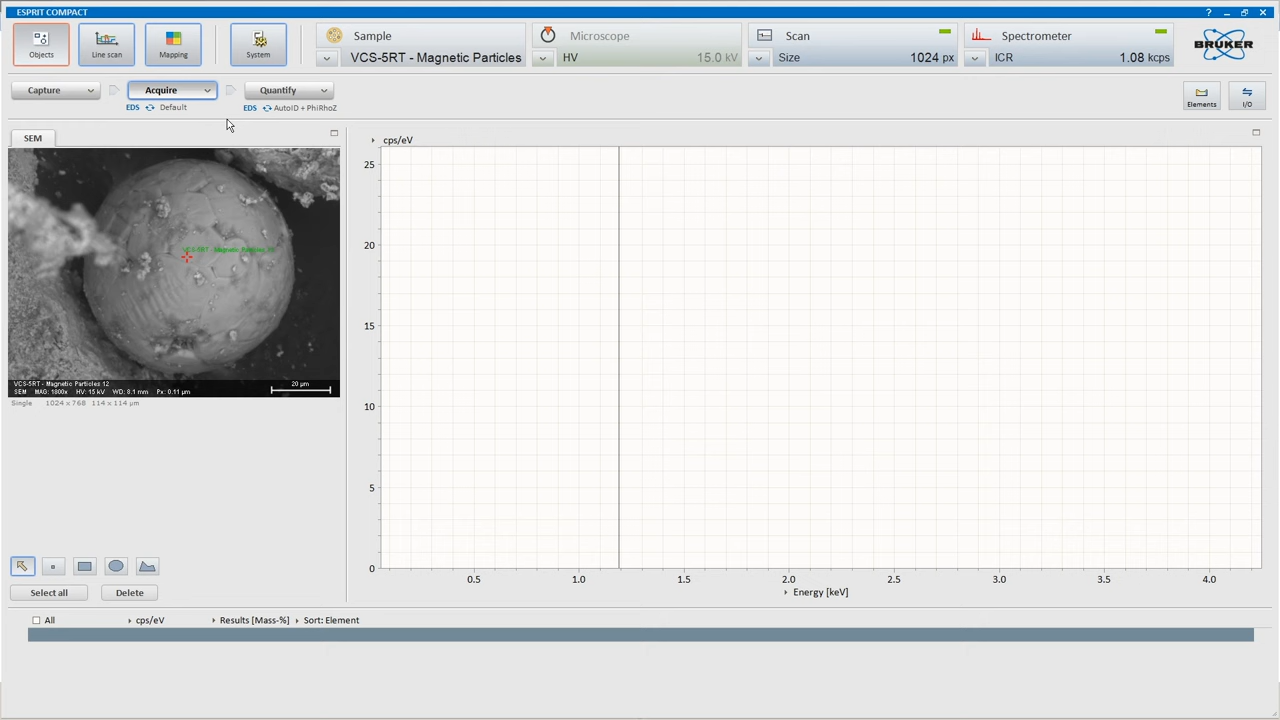 ESPRIT COMPACT
?
Objects
Line scan
Mapping
System
Sample
VCS-5RT - Magnetic Particles
Microscope
HV 15.0 kV
Scan
Size 1024 px
Spectrometer
ICR 1.08 kcps
BRUKER
Capture
Acquire
Quantify
EDS Default
EDS AutoID + PhiRhoZ
Elements
I/O
SEM
VCS-5RT - Magnetic Particles 12
SEM MAG: 1800x HV: 15 kV WD: 8.1 mm Px: 0.11 µm
20 µm
Single 1024 x 768 114 x 114 µm
cps/eV
25
20
15
10
5
0
0.5 1.0 1.5 2.0 2.5 3.0 3.5 4.0
Energy [keV]
Select all
Delete
All
cps/eV
Results [Mass-%]
Sort: Element